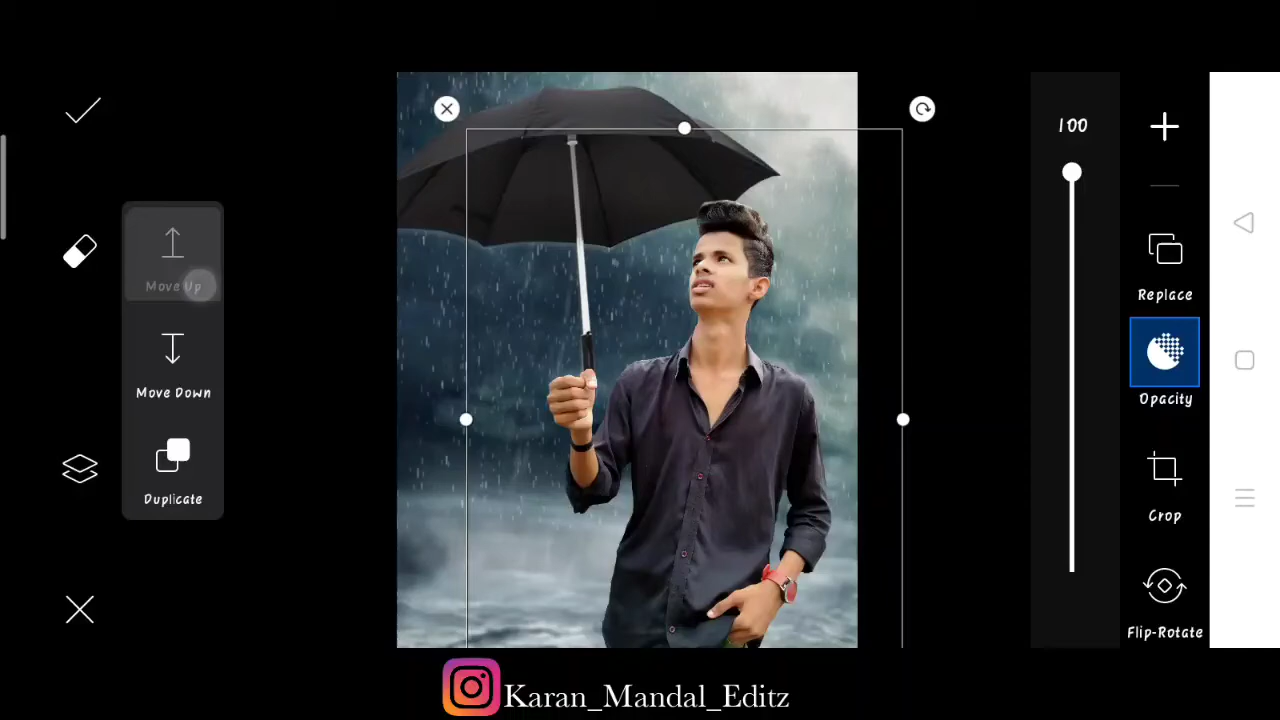 100
Move Up
Replace
Move Down
Opacity
Duplicate
Crop
Flip-Rotate
Karan_Mandal_Editz